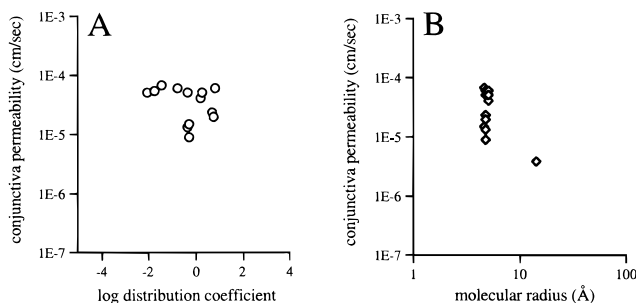 A
conjunctiva permeability (cm/sec)
1E-3
1E-4
1E-5
1E-6
1E-7
-4
-2
0
2
4
log distribution coefficient
B
conjunctiva permeability (cm/sec)
1E-3
1E-4
1E-5
1E-6
1E-7
1
10
100
molecular radius (Å)